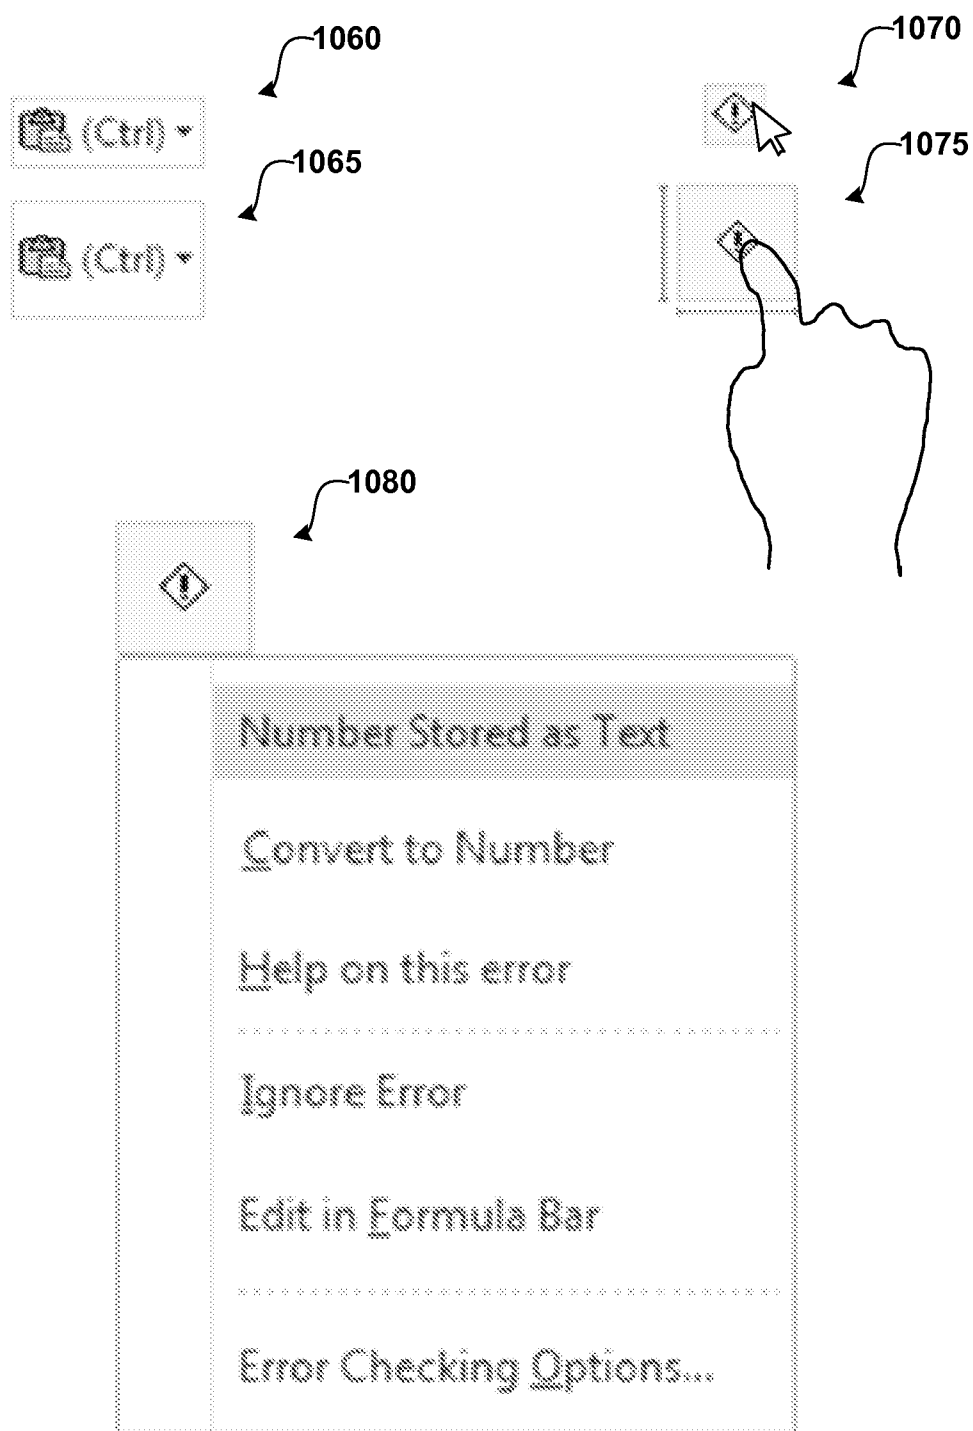 1060
1070
(Ctrl)
1065
1075
(Ctrl)
1080
Number Stored as Text
Convert to Number
Help on this error
Ignore Error
Edit in Formula Bar
Error Checking Options...